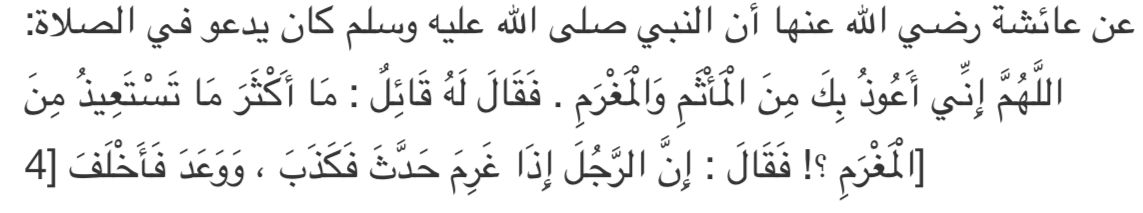 عن عائشة رضي الله عنها أن النبي صلى الله عليه وسلم كان يدعو في الصلاة:
اللَّهُمَّ إِنِّي أَعُوذُ بِكَ مِنَ الْمَأْثَمِ وَالْمَغْرَمِ . فَقَالَ لَهُ قَائِلٌ : مَا أَكْثَرَ مَا تَسْتَعِيذُ مِنَ
[الْمَغْرَمِ ؟! فَقَالَ : إِنَّ الرَّجُلَ إِذَا غَرِمَ حَدَّثَ فَكَذَبَ ، وَوَعَدَ فَأَخْلَفَ [4